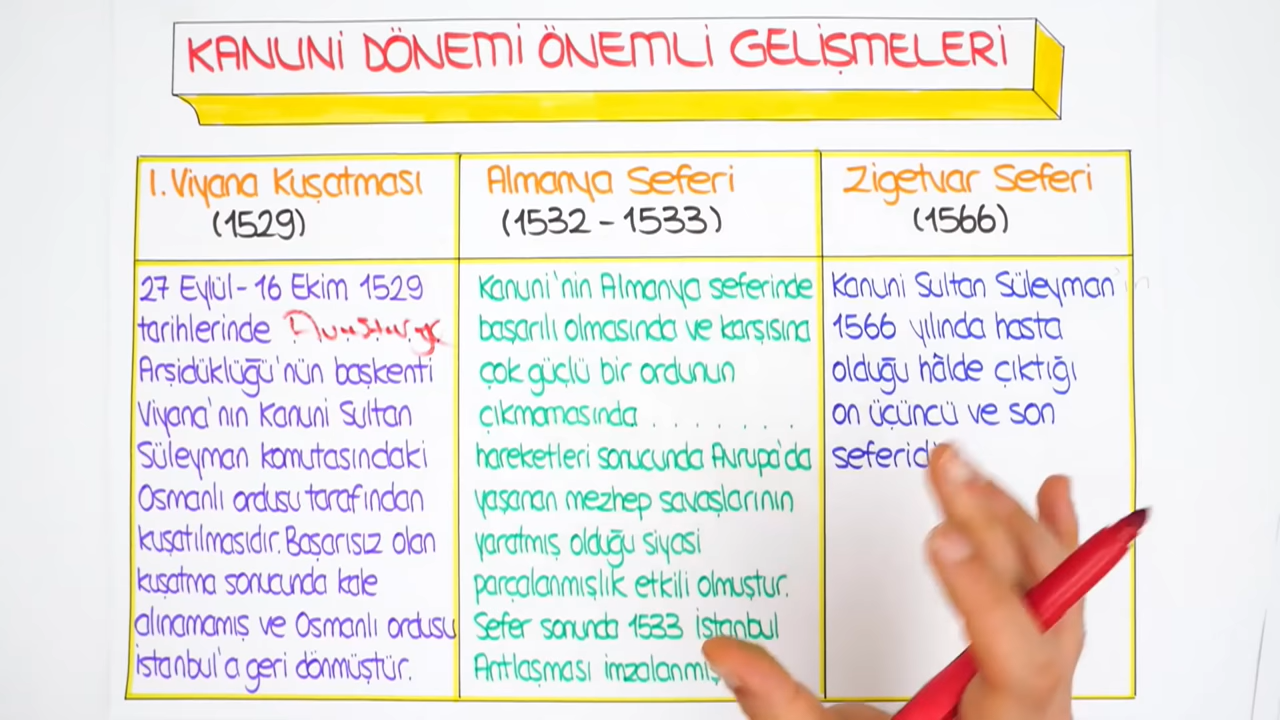 KANUNİ DÖNEMİ ÖNEMLİ GELİŞMELERİ
1. Viyana Kuşatması
(1529)
27 Eylül - 16 Ekim 1529
tarihlerinde
Arşidüklüğü'nün başkenti
Viyana'nın Kanuni Sultan
Süleyman komutasındaki
Osmanlı ordusu tarafından
kuşatılmasıdır. Başarısız olan
kuşatma sonucunda kale
alınamamış ve Osmanlı ordusu
İstanbul'a geri dönmüştür.
Almanya Seferi
(1532 - 1533)
Kanuni'nin Almanya seferinde
başarılı olmasında ve karşısına
çok güçlü bir ordunun
çıkmamasında . . . . . . .
hareketleri sonucunda Avrupa'da
yaşanan mezhep savaşlarının
yaratmış olduğu siyasi
parçalanmışlık etkili olmuştur.
Sefer sonunda 1533 İstanbul
Antlaşması
Zigetvar Seferi
(1566)
Kanuni Sultan Süleyman'ın
1566 yılında hasta
olduğu hâlde çıktığı
on üçüncü ve son